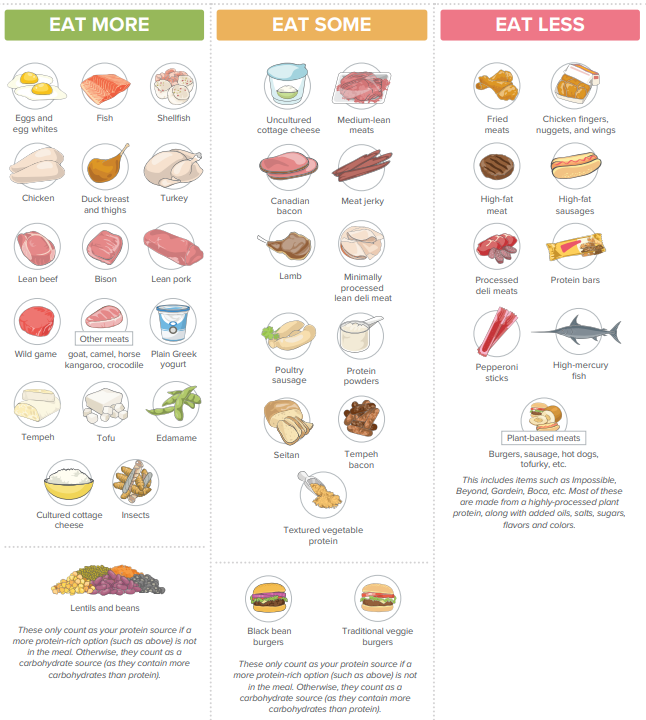 EAT MORE
Eggs and
egg whites
Fish
Shellfish
Chicken
Duck breast
and thighs
Turkey
Lean beef
Bison
Lean pork
Wild game
Other meats
goat, camel, horse
kangaroo, crocodile
Plain Greek
yogurt
Tempeh
Tofu
Edamame
Cultured cottage
cheese
Insects
Lentils and beans
These only count as your protein source if a
more protein-rich option (such as above) is not
in the meal. Otherwise, they count as a
carbohydrate source (as they contain more
carbohydrates than protein).
EAT SOME
Uncultured
cottage cheese
Medium-lean
meats
Canadian
bacon
Meat jerky
Lamb
Minimally
processed
lean deli meat
Poultry
sausage
Protein
powders
Seitan
Tempeh
bacon
Textured vegetable
protein
Black bean
burgers
Traditional veggie
burgers
These only count as your protein source if a
more protein-rich option (such as above) is not
in the meal. Otherwise, they count as a
carbohydrate source (as they contain more
carbohydrates than protein).
EAT LESS
Fried
meats
Chicken fingers,
nuggets, and wings
High-fat
meat
High-fat
sausages
Processed
deli meats
Protein bars
Pepperoni
sticks
High-mercury
fish
Plant-based meats
Burgers, sausage, hot dogs,
tofurky, etc.
This includes items such as Impossible,
Beyond, Gardein, Boca, etc. Most of these
are made from a highly-processed plant
protein, along with added oils, salts, sugars,
flavors and colors.